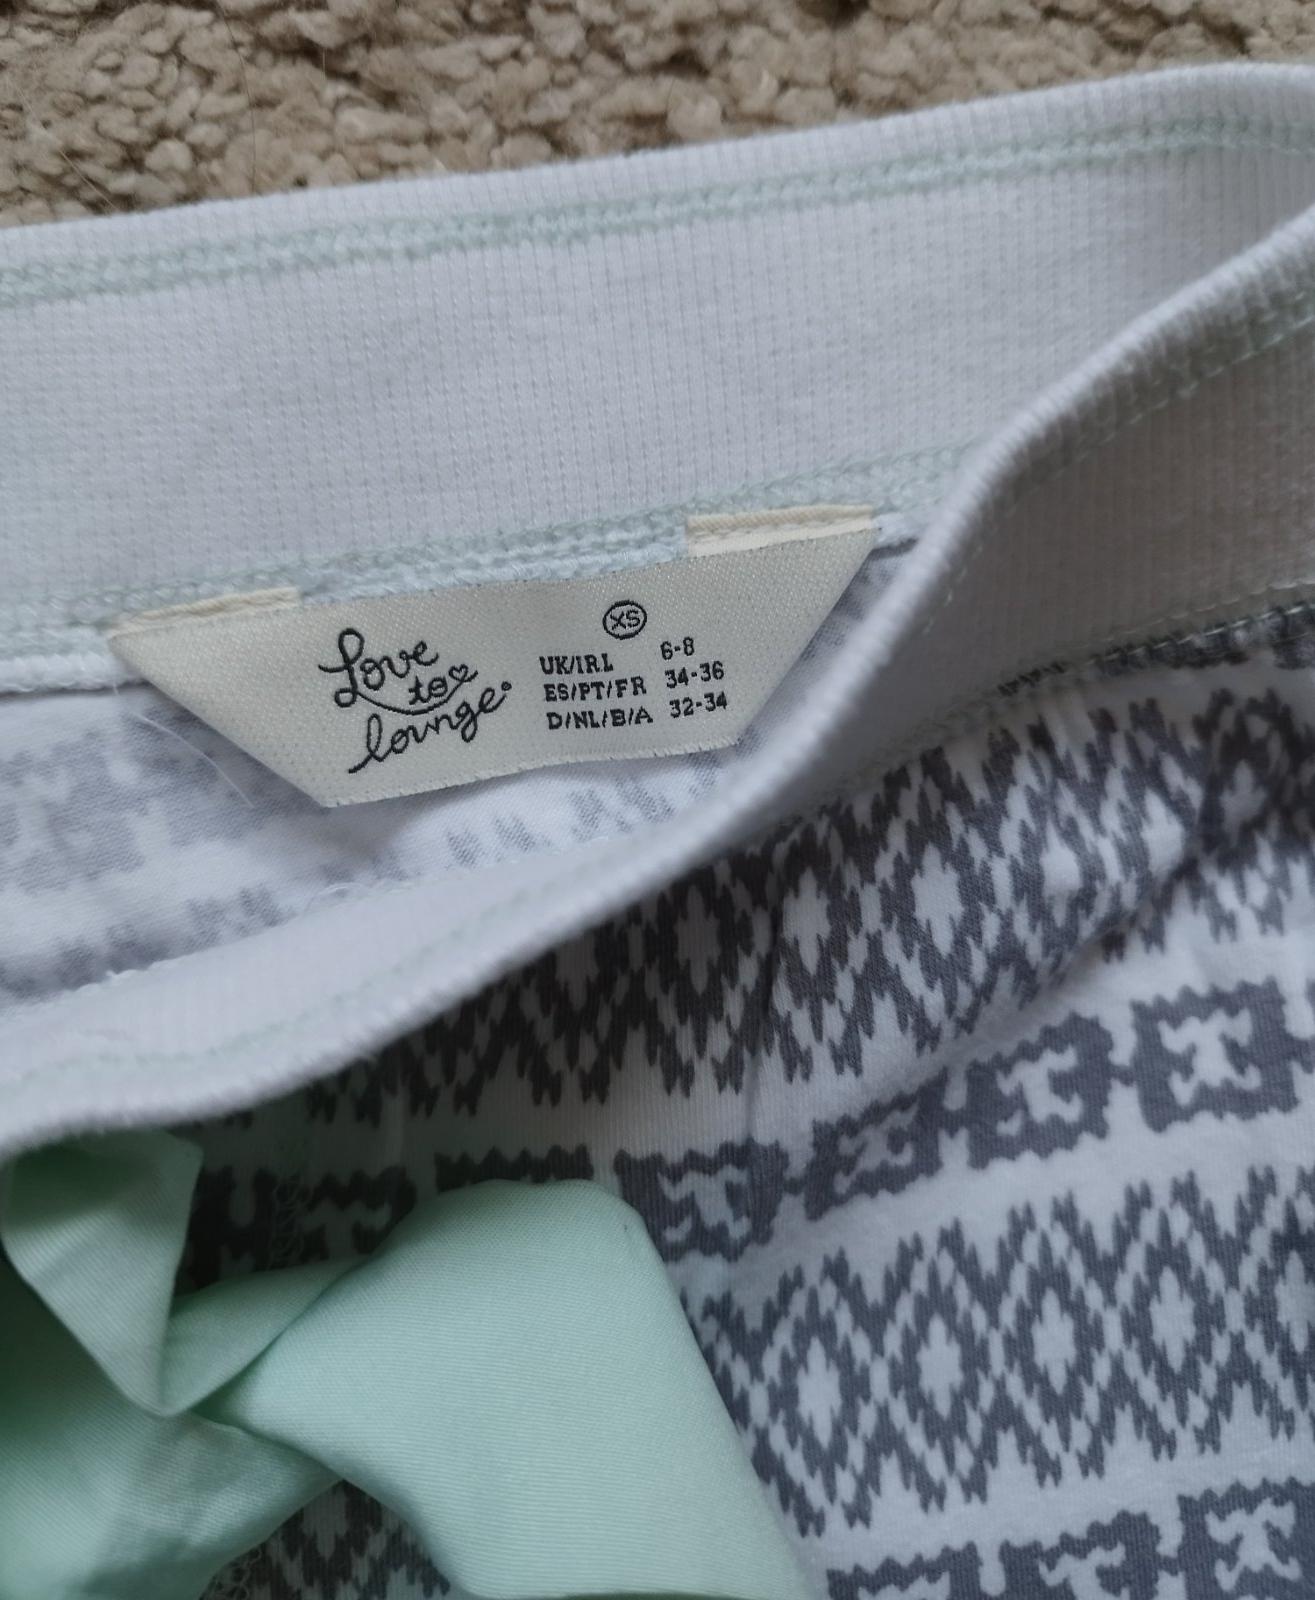 Love
to
lounge
XS
UK/IRL 6-8
ES/PT/FR 34-36
D/NL/B/A 32-34